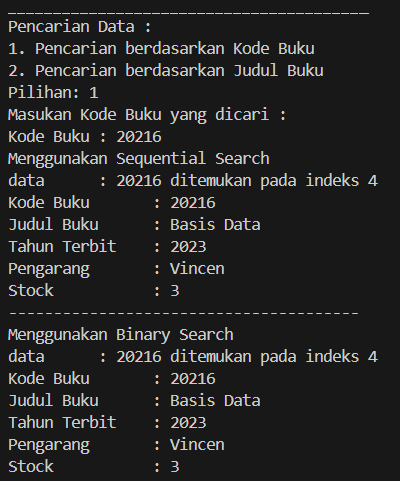 ________________________________________
Pencarian Data :
1. Pencarian berdasarkan Kode Buku
2. Pencarian berdasarkan Judul Buku
Pilihan: 1
Masukan Kode Buku yang dicari :
Kode Buku : 20216
Menggunakan Sequential Search
data      : 20216 ditemukan pada indeks 4
Kode Buku       : 20216
Judul Buku      : Basis Data
Tahun Terbit    : 2023
Pengarang       : Vincen
Stock           : 3
---------------------------------------
Menggunakan Binary Search
data      : 20216 ditemukan pada indeks 4
Kode Buku       : 20216
Judul Buku      : Basis Data
Tahun Terbit    : 2023
Pengarang       : Vincen
Stock           : 3